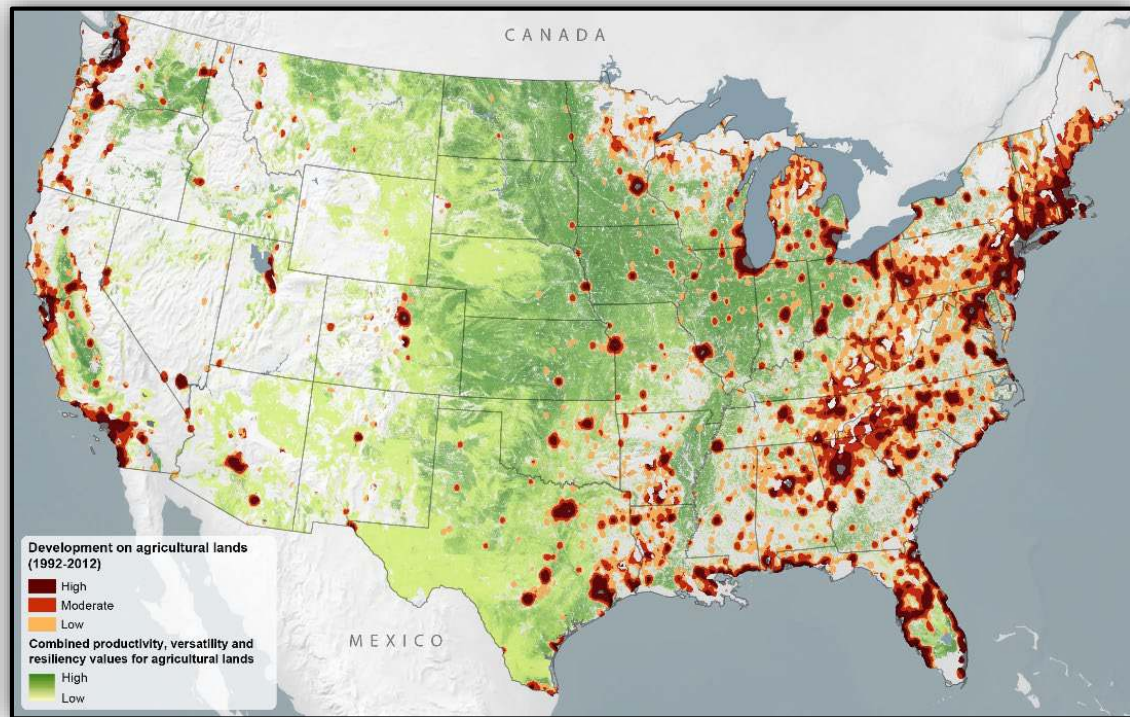 CANADA
MEXICO
Development on agricultural lands
(1992-2012)
High
Moderate
Low
Combined productivity, versatility and
resiliency values for agricultural lands
High
Low